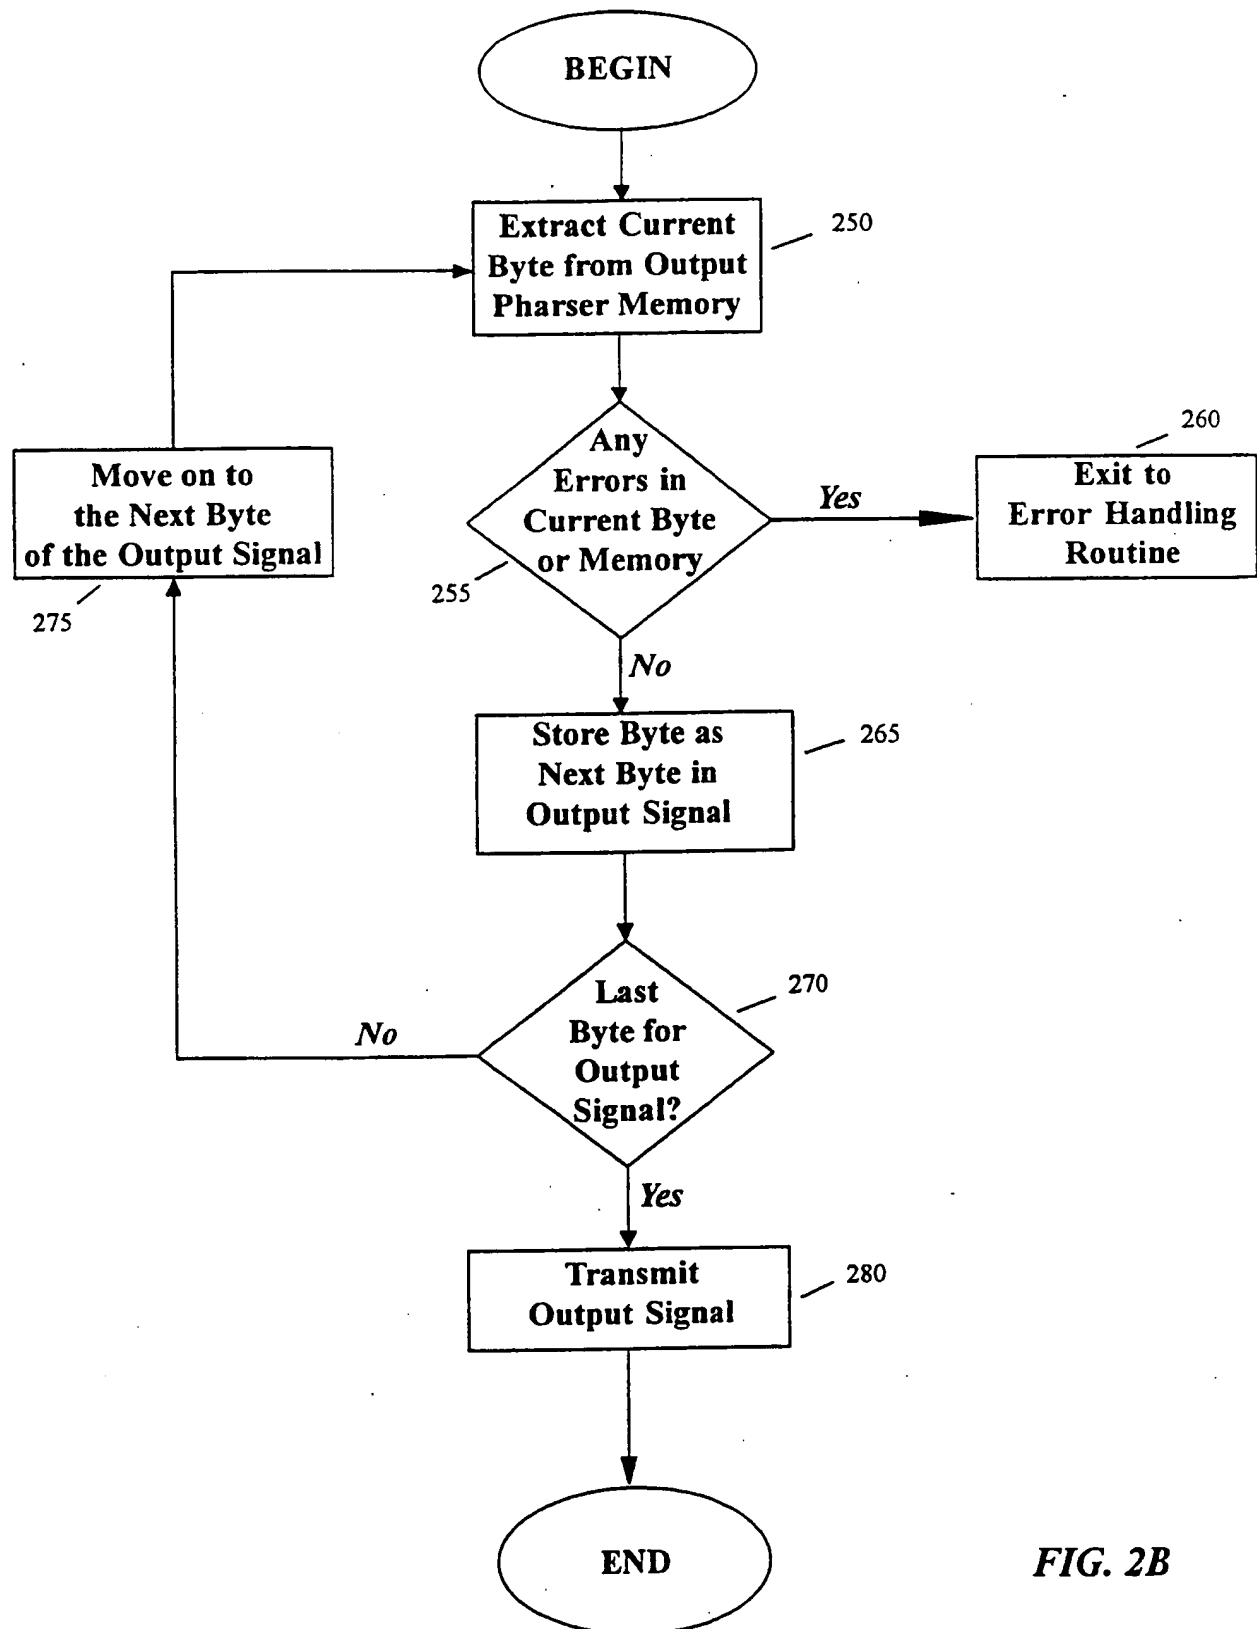 BEGIN
Extract Current
Byte from Output
Pharser Memory
250
Any
Errors in
Current Byte
or Memory
255
Yes
260
Exit to
Error Handling
Routine
Move on to
the Next Byte
of the Output Signal
275
No
Store Byte as
Next Byte in
Output Signal
265
Last
Byte for
Output
Signal?
270
No
Yes
Transmit
Output Signal
280
END
FIG. 2B